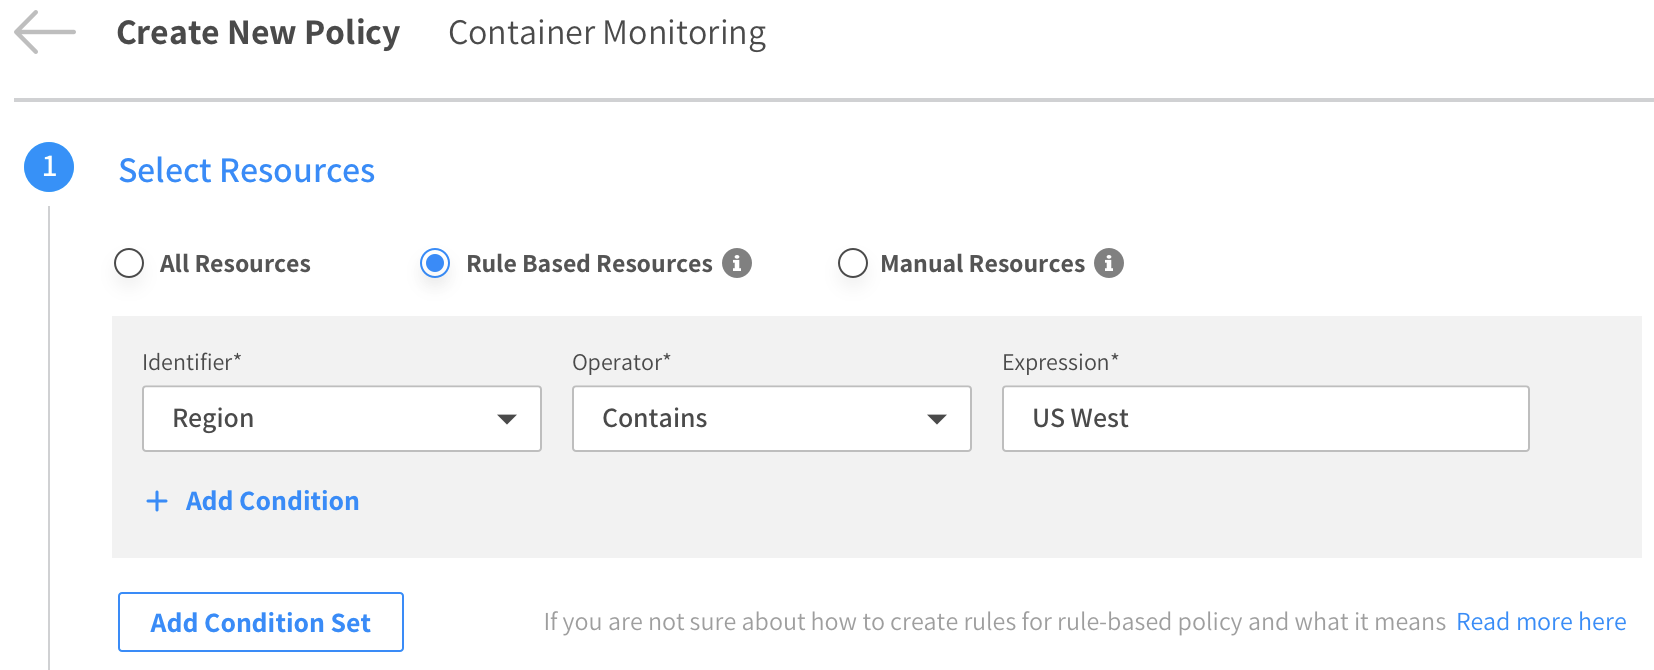 Create New Policy Container Monitoring
1 Select Resources
All Resources Rule Based Resources i Manual Resources i
Identifier* Operator* Expression*
Region Contains US West
+ Add Condition
Add Condition Set If you are not sure about how to create rules for rule-based policy and what it means Read more here